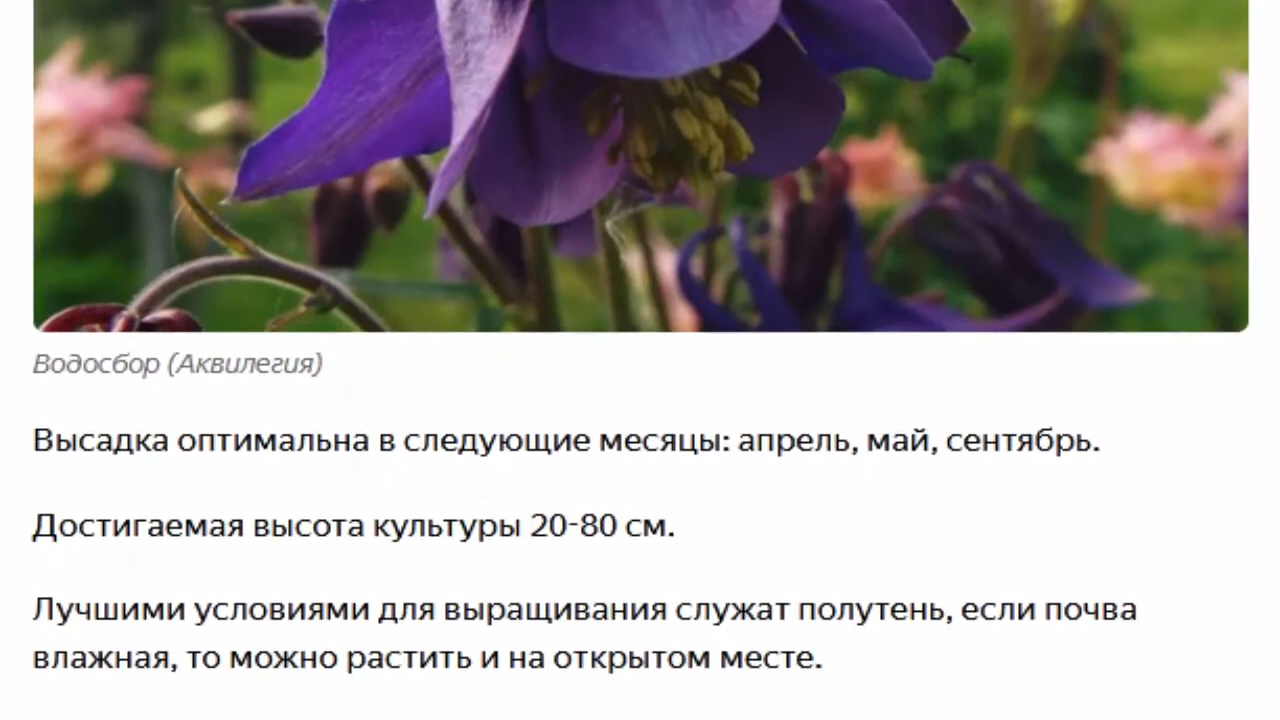 Водосбор (Аквилегия)
Высадка оптимальна в следующие месяцы: апрель, май, сентябрь.
Достигаемая высота культуры 20-80 см.
Лучшими условиями для выращивания служат полутень, если почва
влажная, то можно растить и на открытом месте.